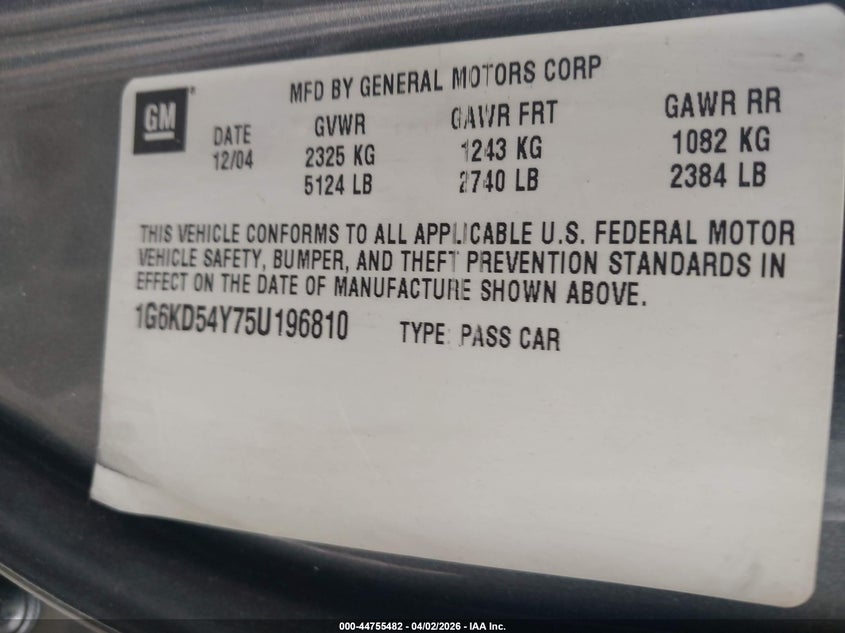 MFD BY GENERAL MOTORS CORP
GM
DATE GVWR GAWR FRT GAWR RR
12/04 2325 KG 1243 KG 1082 KG
5124 LB 2740 LB 2384 LB
THIS VEHICLE CONFORMS TO ALL APPLICABLE U.S. FEDERAL MOTOR
VEHICLE SAFETY, BUMPER, AND THEFT PREVENTION STANDARDS IN
EFFECT ON THE DATE OF MANUFACTURE SHOWN ABOVE.
1G6KD54Y75U196810 TYPE: PASS CAR
000-44755482 - 04/02/2026 - IAA Inc.